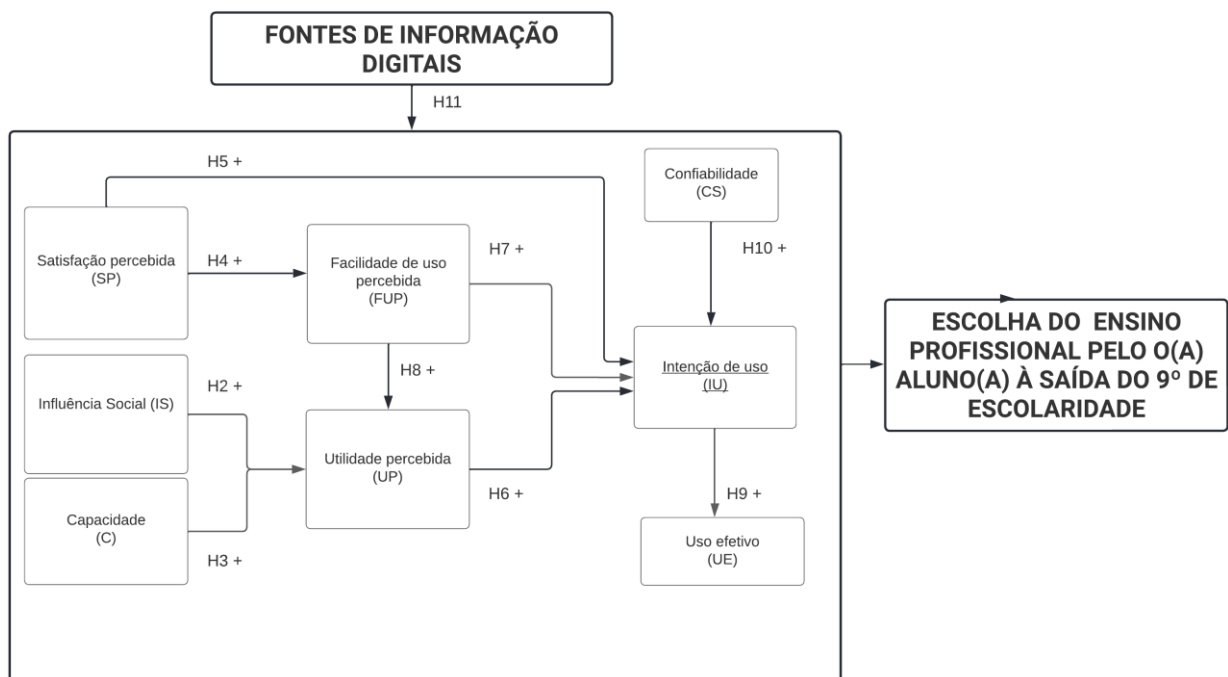 FONTES DE INFORMAÇÃO
DIGITAIS
H11
H5 +
Confiabilidade
(CS)
Satisfação percebida
(SP)
H4 +
Facilidade de uso
percebida
(FUP)
H7 +
H10 +
ESCOLHA DO ENSINO
PROFISSIONAL PELO O(A)
ALUNO(A) À SAÍDA DO 9º DE
ESCOLARIDADE
H8 +
Intenção de uso
(IU)
Influência Social (IS)
H2 +
Utilidade percebida
(UP)
H6 +
H9 +
Capacidade
(C)
H3 +
Uso efetivo
(UE)